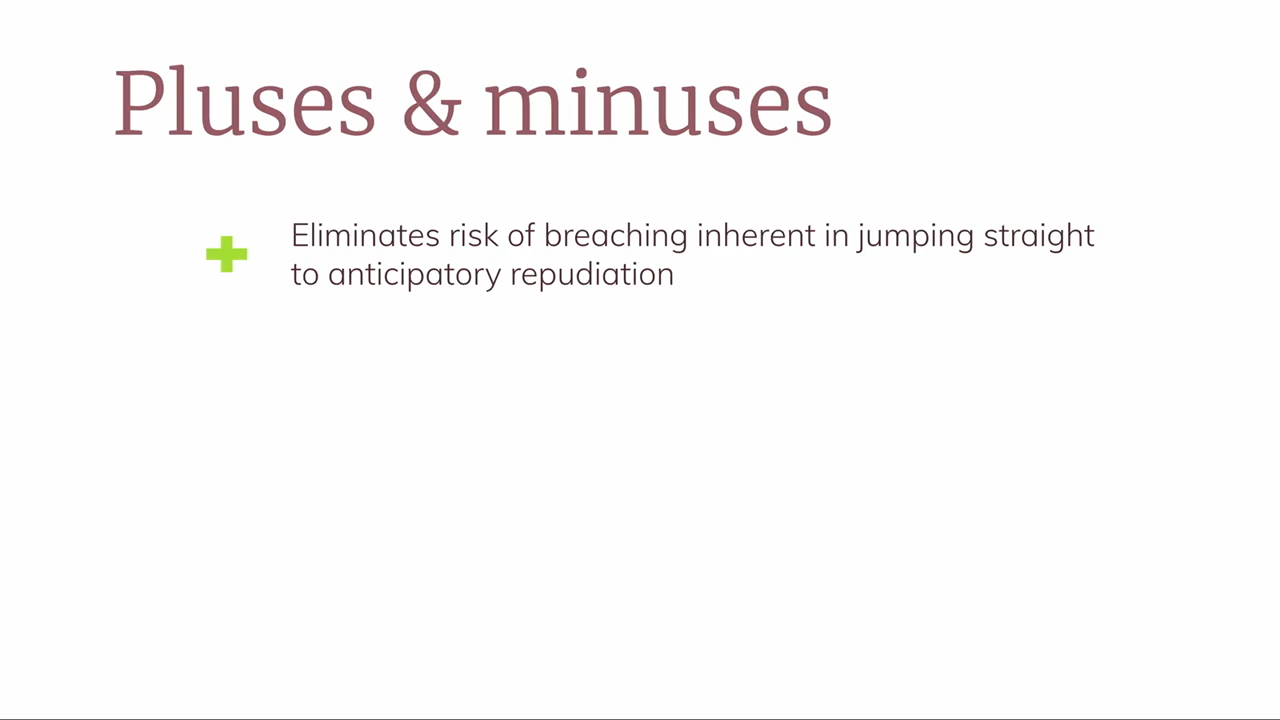 Pluses & minuses
Eliminates risk of breaching inherent in jumping straight
to anticipatory repudiation